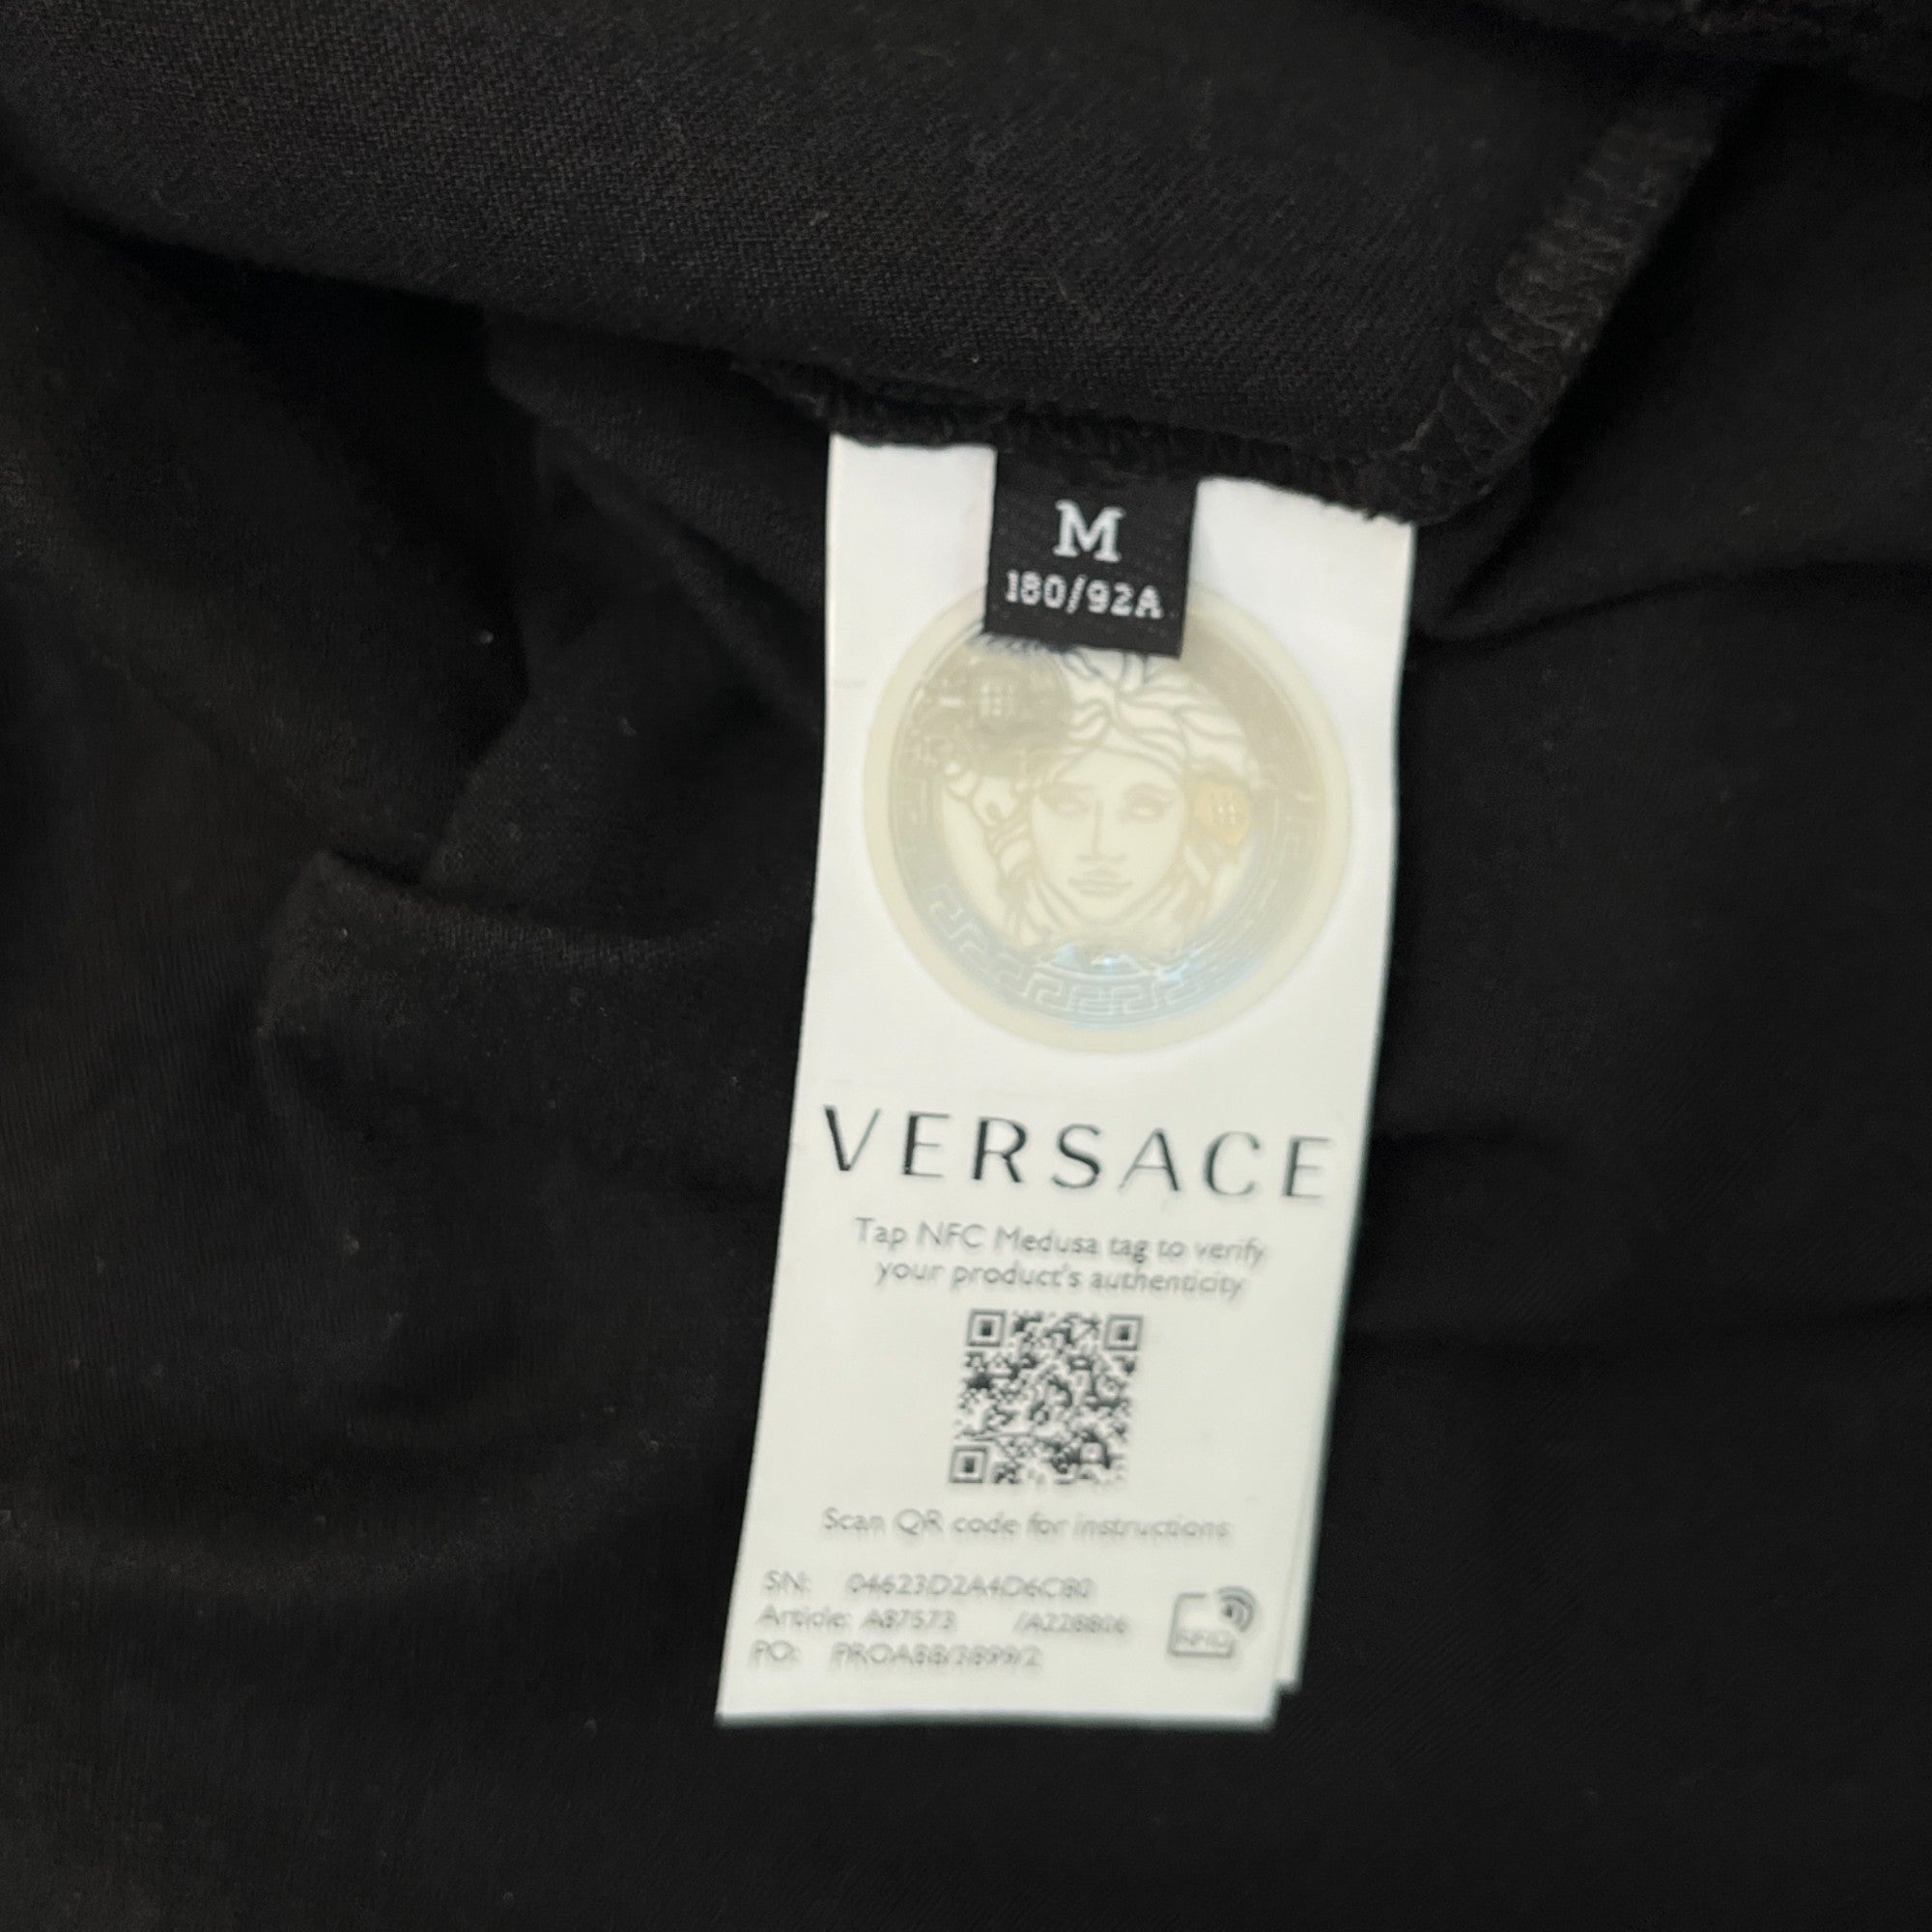 M
180/92A
VERSACE
Tap NFC Medusa tag to verify
your product's authenticity
Scan QR code for instructions
SN: 04623D2A4D6C80
Article: A87573 /A228806
PO: PROA88/3899/2
NFC